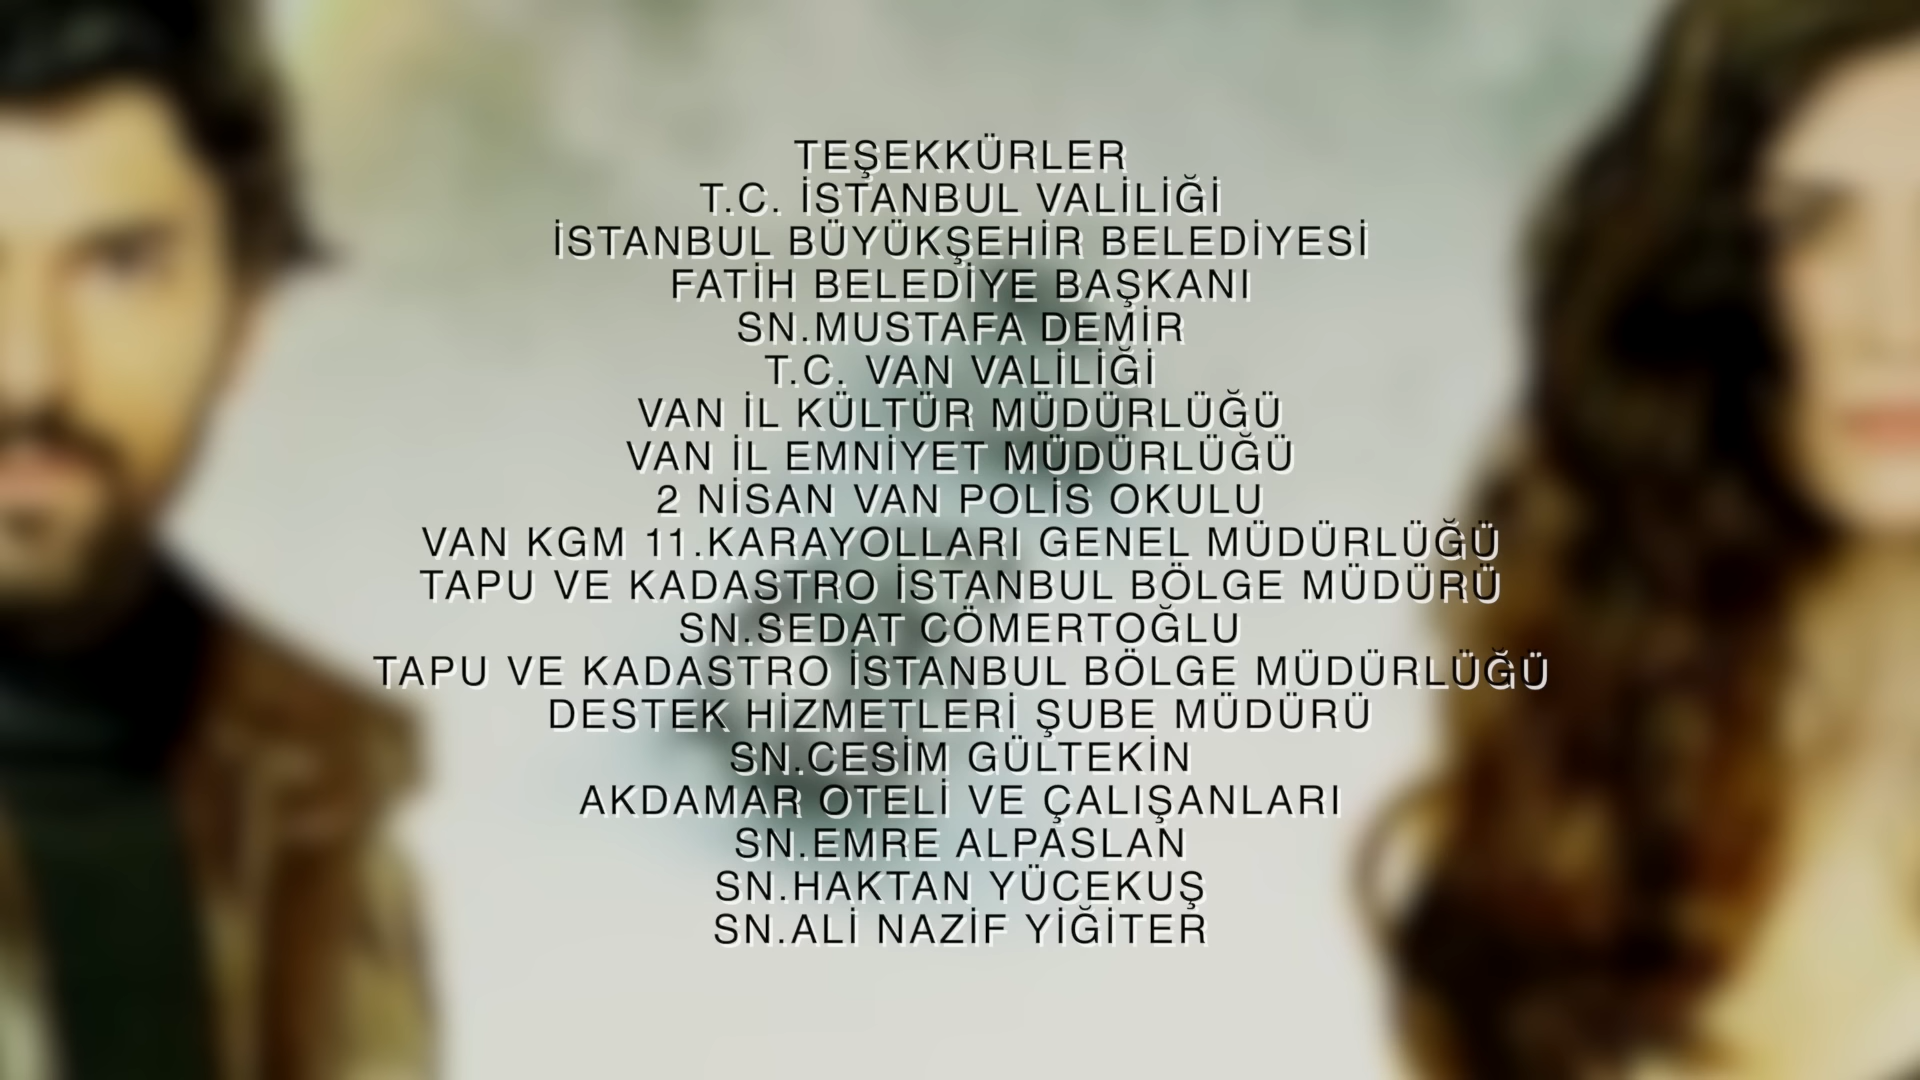 TEŞEKKÜRLER
T.C. İSTANBUL VALİLİĞİ
İSTANBUL BÜYÜKŞEHİR BELEDİYESİ
FATİH BELEDİYE BAŞKANI
SN.MUSTAFA DEMİR
T.C. VAN VALİLİĞİ
VAN İL KÜLTÜR MÜDÜRLÜĞÜ
VAN İL EMNİYET MÜDÜRLÜĞÜ
2 NİSAN VAN POLİS OKULU
VAN KGM 11.KARAYOLLARI GENEL MÜDÜRLÜĞÜ
TAPU VE KADASTRO İSTANBUL BÖLGE MÜDÜRÜ
SN.SEDAT CÖMERTOĞLU
TAPU VE KADASTRO İSTANBUL BÖLGE MÜDÜRLÜĞÜ
DESTEK HİZMETLERİ ŞUBE MÜDÜRÜ
SN.CESİM GÜLTEKİN
AKDAMAR OTELİ VE ÇALIŞANLARI
SN.EMRE ALPASLAN
SN.HAKTAN YÜCEKUŞ
SN.ALİ NAZİF YİĞİTER